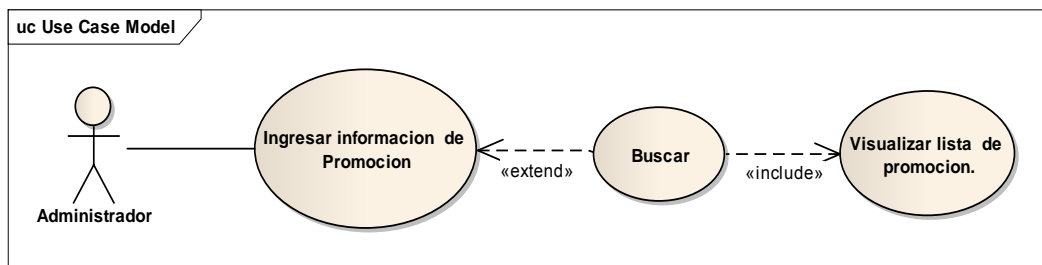 uc Use Case Model
Ingresar informacion de
Promocion
Buscar
Visualizar lista de
promocion.
«extend»
«include»
Administrador